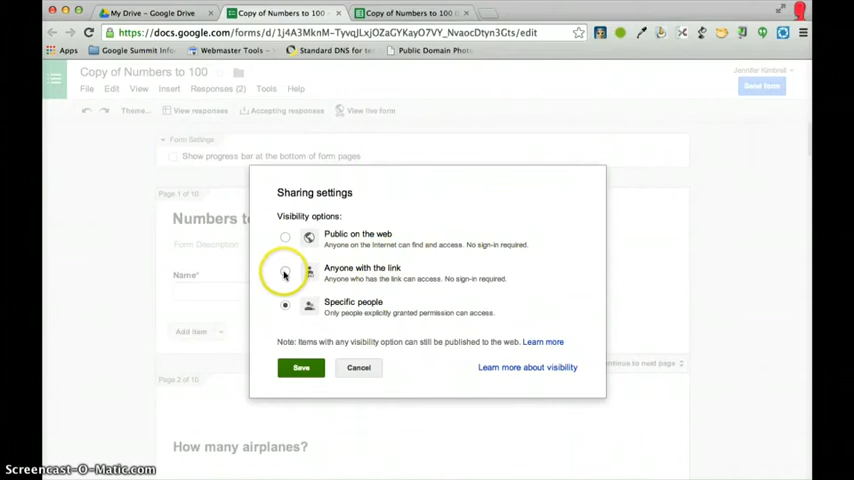 My Drive – Google Drive
Copy of Numbers to 100 -
Copy of Numbers to 100
https://docs.google.com/forms/d/1j4A3MknM-TyvqJLxjOZaGYKayO7VY_NvaocDtyn3Gts/edit
Apps
Google Summit Info
Webmaster Tools -
Standard DNS for
Public Domain Photo
Copy of Numbers to 100
Jennifer Kimbrell
File Edit View Insert Responses (2) Tools Help
Send form
Theme...
View responses
Accepting responses
View live form
Form Settings
Show progress bar at the bottom of form pages
Page 1 of 10
Numbers to
Form Description
Name*
Add item
Sharing settings
Visibility options:
Public on the web
Anyone on the Internet can find and access. No sign-in required.
Anyone with the link
Anyone who has the link can access. No sign-in required.
Specific people
Only people explicitly granted permission can access.
Note: Items with any visibility option can still be published to the web. Learn more
Save
Cancel
Learn more about visibility
ontinue to next page
Page 2 of 10
How many airplanes?
Screencast-O-Matic.com